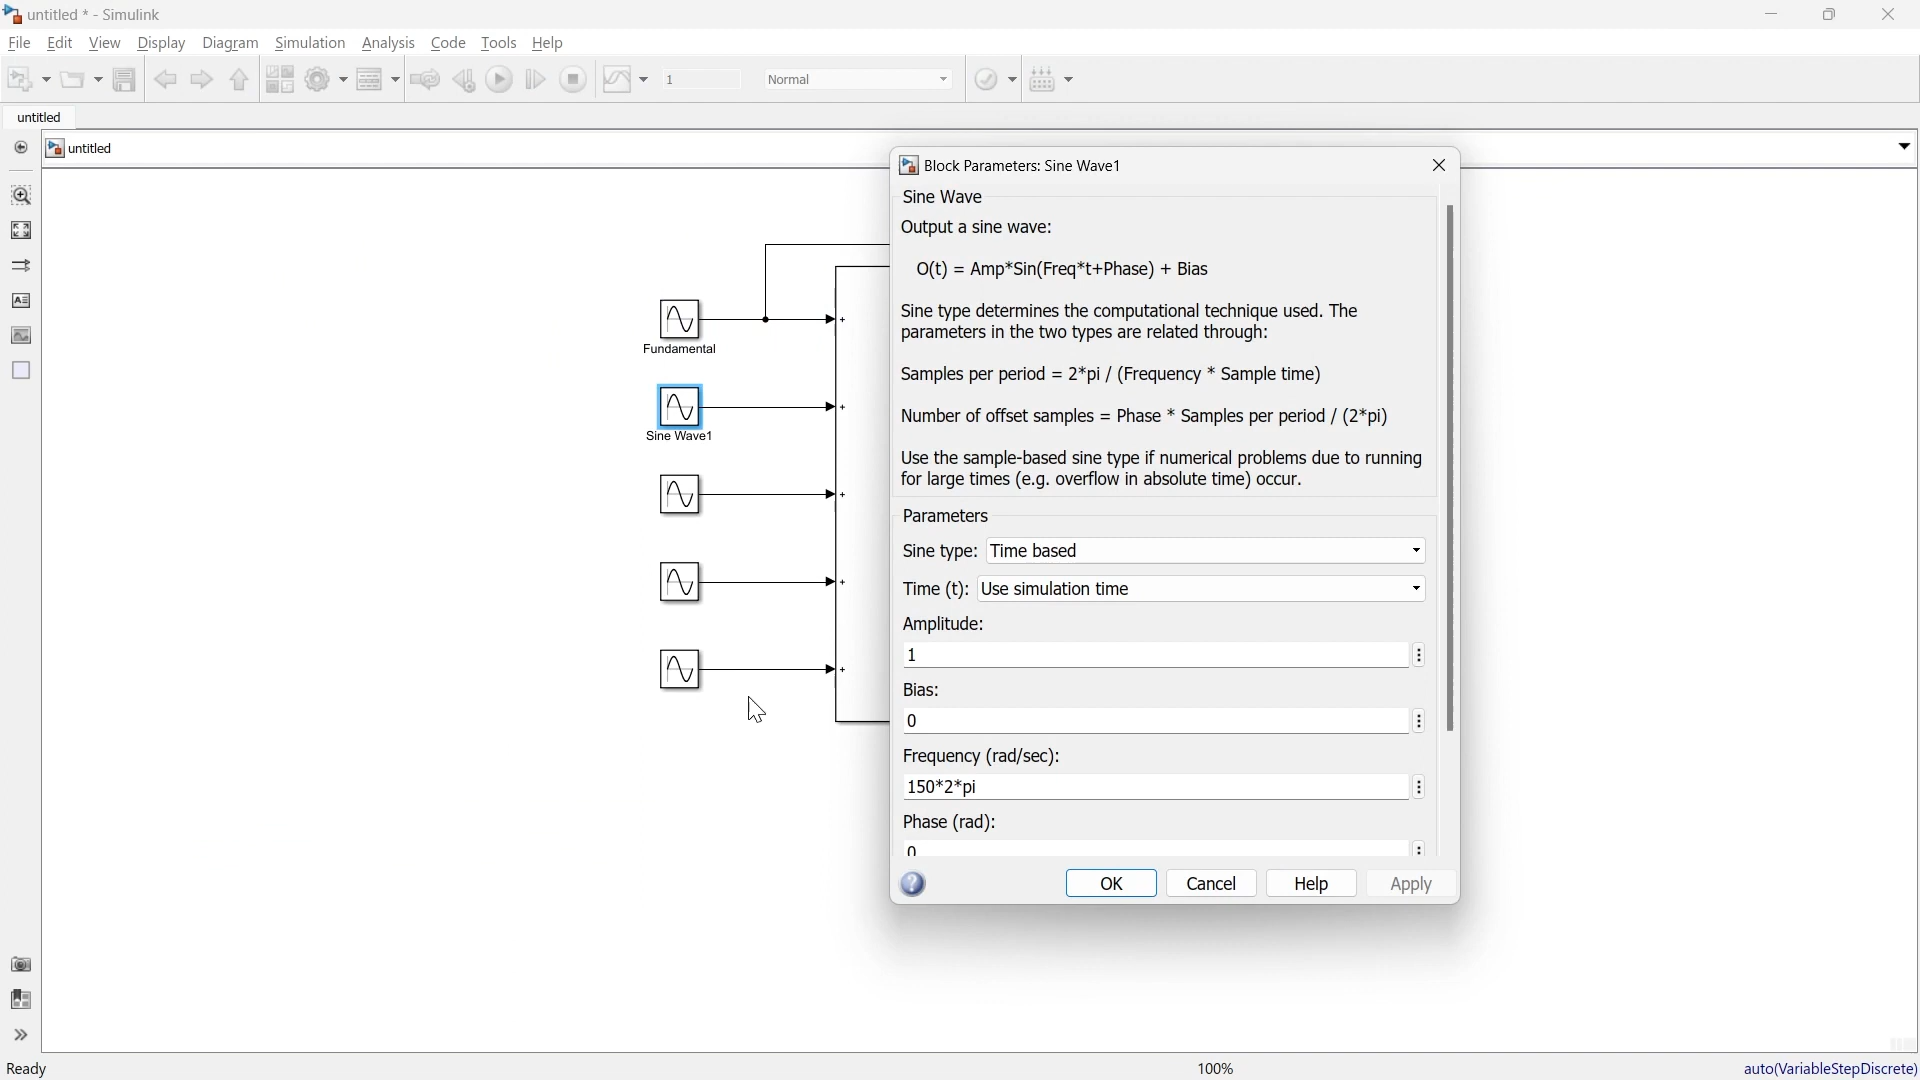 untitled * - Simulink
File Edit View Display Diagram Simulation Analysis Code Tools Help
1 Normal
untitled
untitled
Fundamental
Sine Wave1
+
+
+
+
+
Block Parameters: Sine Wave1
Sine Wave
Output a sine wave:
O(t) = Amp*Sin(Freq*t+Phase) + Bias
Sine type determines the computational technique used. The
parameters in the two types are related through:
Samples per period = 2*pi / (Frequency * Sample time)
Number of offset samples = Phase * Samples per period / (2*pi)
Use the sample-based sine type if numerical problems due to running
for large times (e.g. overflow in absolute time) occur.
Parameters
Sine type: Time based
Time (t): Use simulation time
Amplitude:
1
Bias:
0
Frequency (rad/sec):
150*2*pi
Phase (rad):
0
OK Cancel Help Apply
Ready 100% auto(VariableStepDiscrete)